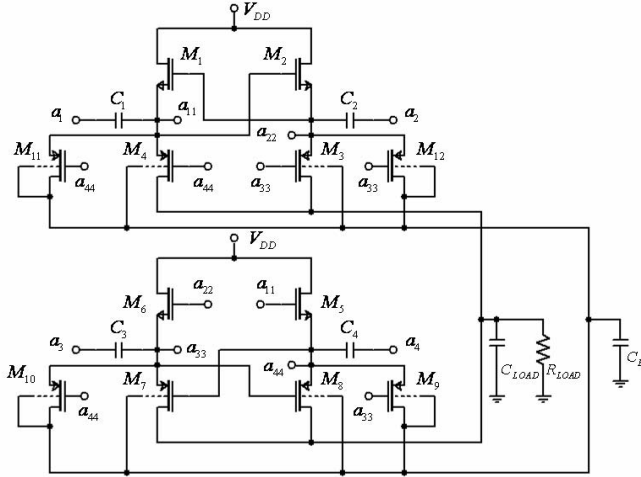 V_DD
M_1 M_2
a_1 C_1 a_11 C_2 a_2
a_22
M_11 M_4 M_3 M_12
a_44 a_44 a_33 a_33
V_DD
M_6 a_22 a_11 M_5
a_3 C_3 a_33 C_4 a_4
a_44
M_10 M_7 M_8 M_9
a_44 a_33
C_LOAD R_LOAD